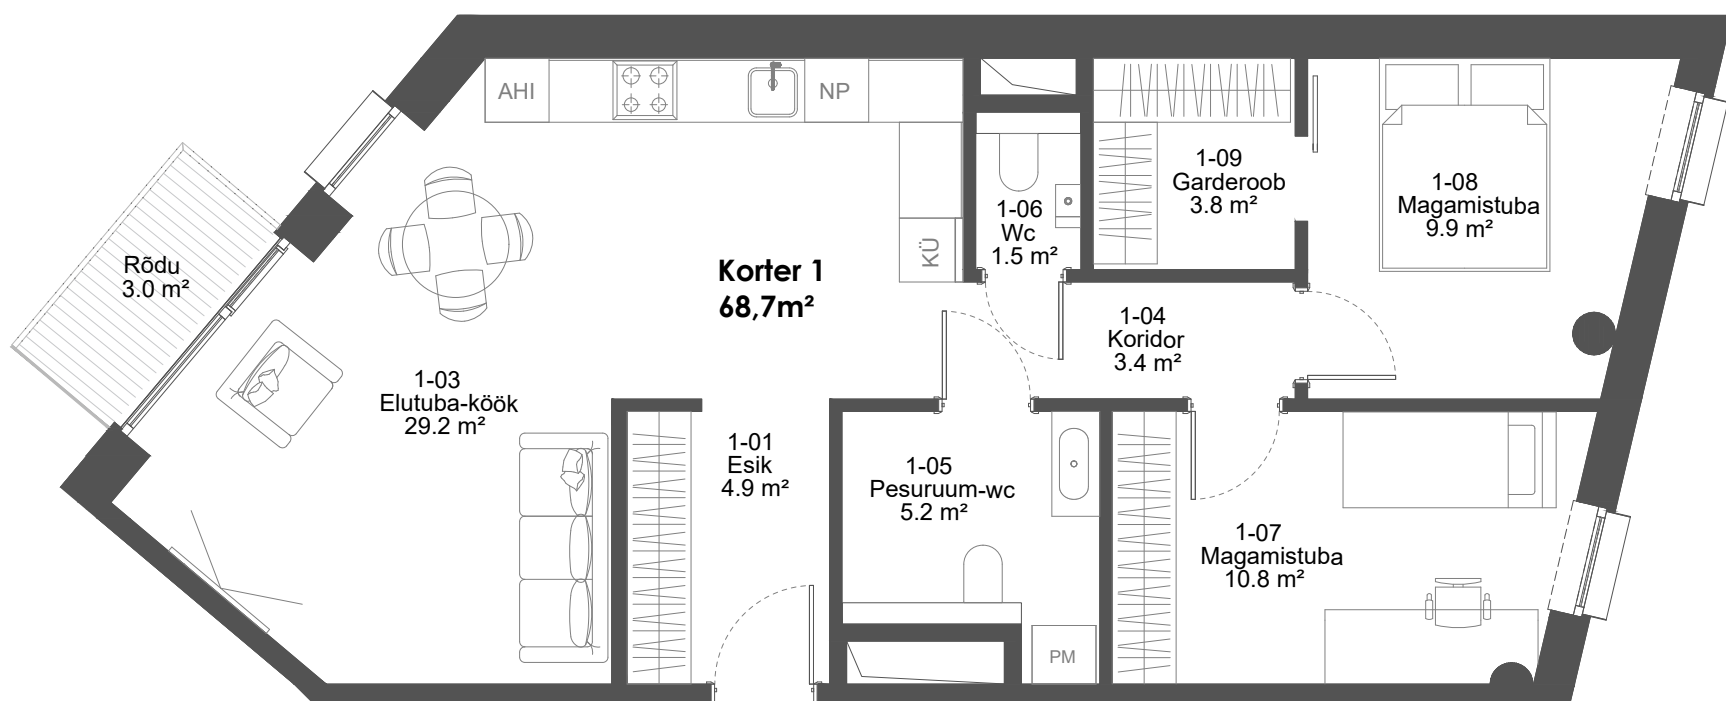 AHI
NP
KÜ
1-09
Garderoob
3.8 m²
1-08
Magamistuba
9.9 m²
1-06
Wc
1.5 m²
Rõdu
3.0 m²
Korter 1
68,7m²
1-04
Koridor
3.4 m²
1-03
Elutuba-köök
29.2 m²
1-01
Esik
4.9 m²
1-05
Pesuruum-wc
5.2 m²
1-07
Magamistuba
10.8 m²
PM